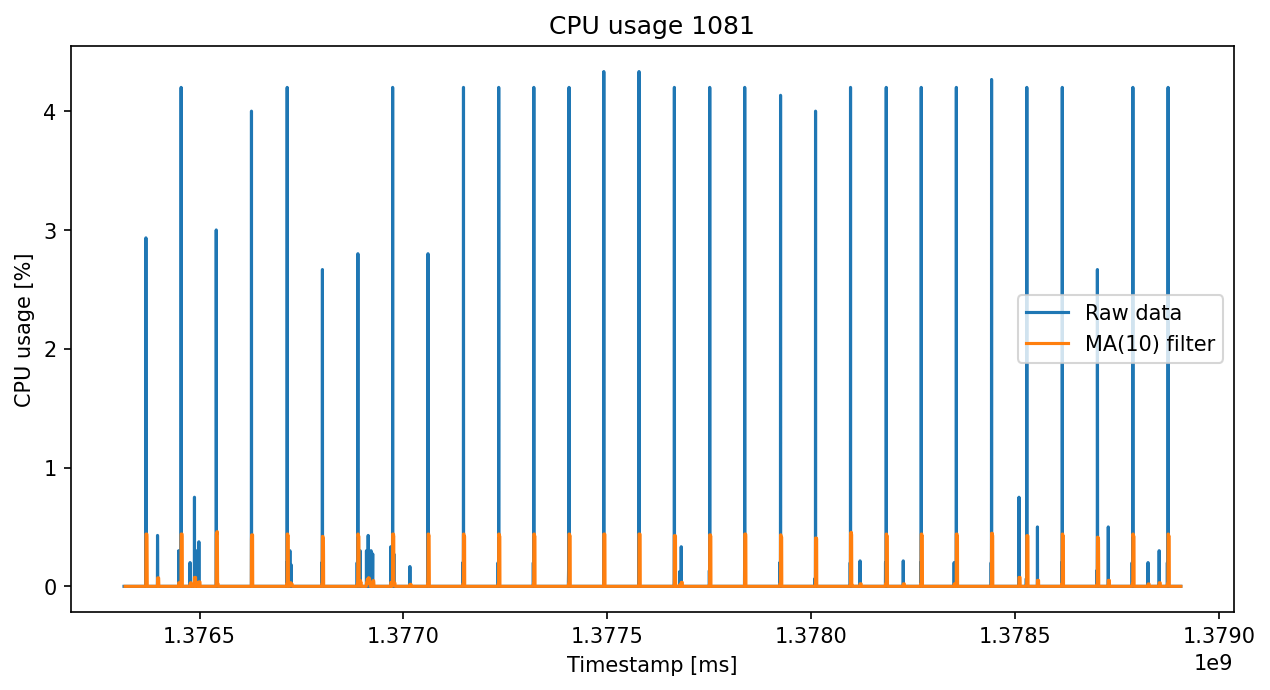 CPU usage 1081
CPU usage [%]
4
3
2
1
0
Raw data
MA(10) filter
1.3765 1.3770 1.3775 1.3780 1.3785 1.3790
1e9
Timestamp [ms]